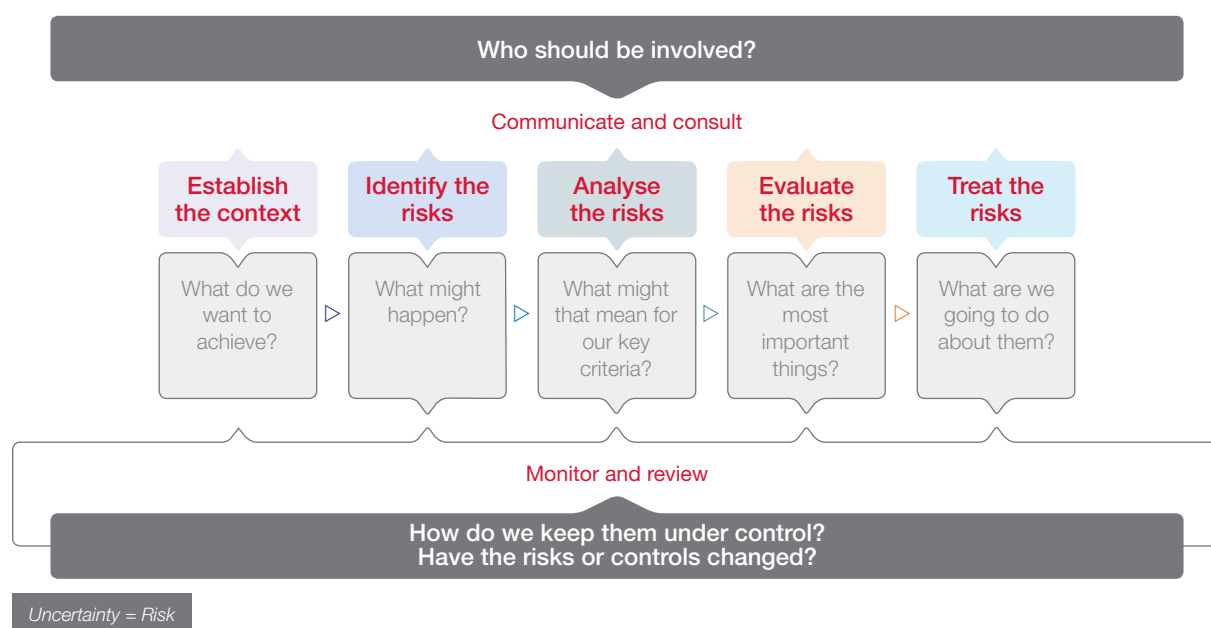 Who should be involved?
Communicate and consult
Establish
the context
Identify the
risks
Analyse
the risks
Evaluate
the risks
Treat the
risks
What do we
want to
achieve?
What might
happen?
What might
that mean for
our key
criteria?
What are the
most
important
things?
What are we
going to do
about them?
Monitor and review
How do we keep them under control?
Have the risks or controls changed?
Uncertainty = Risk